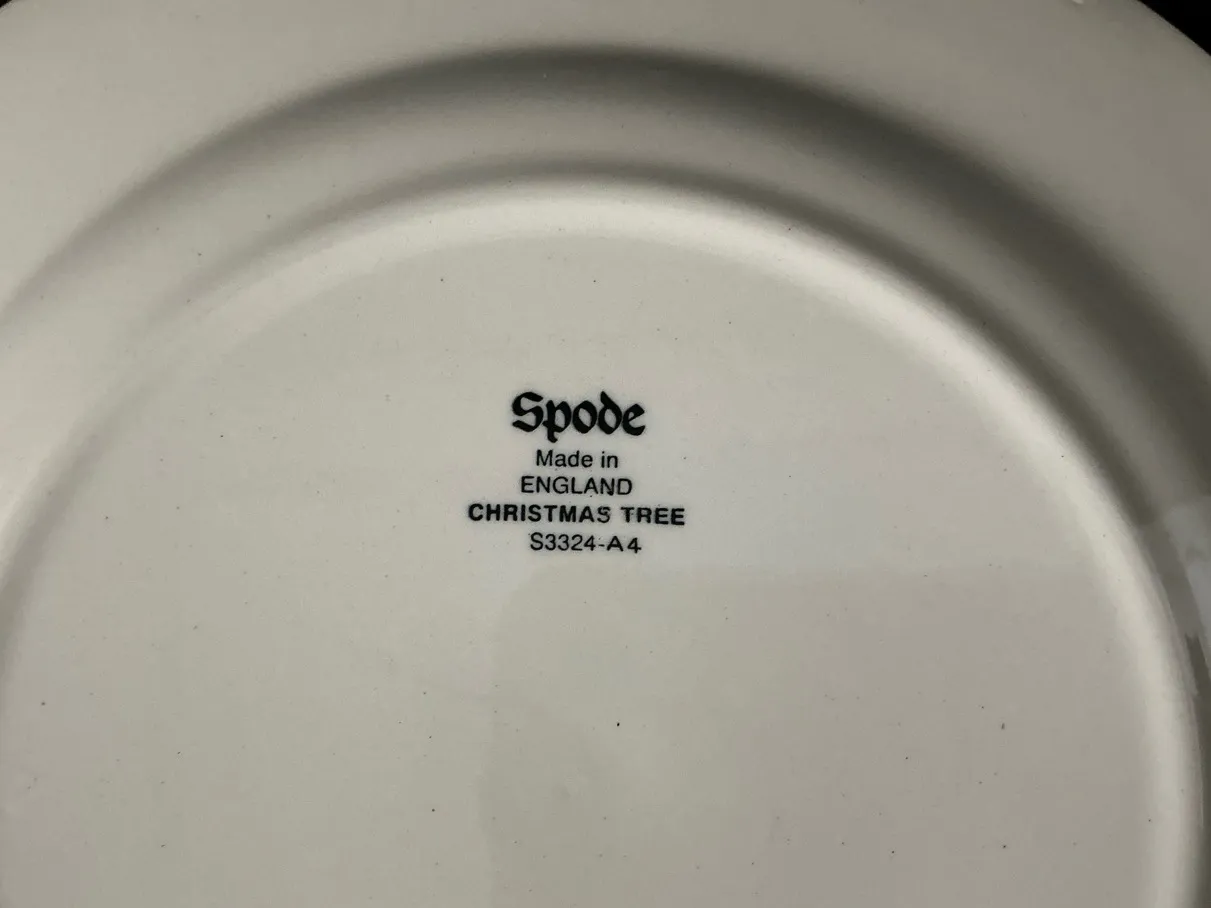 Spode
Made in
ENGLAND
CHRISTMAS TREE
S3324-A4